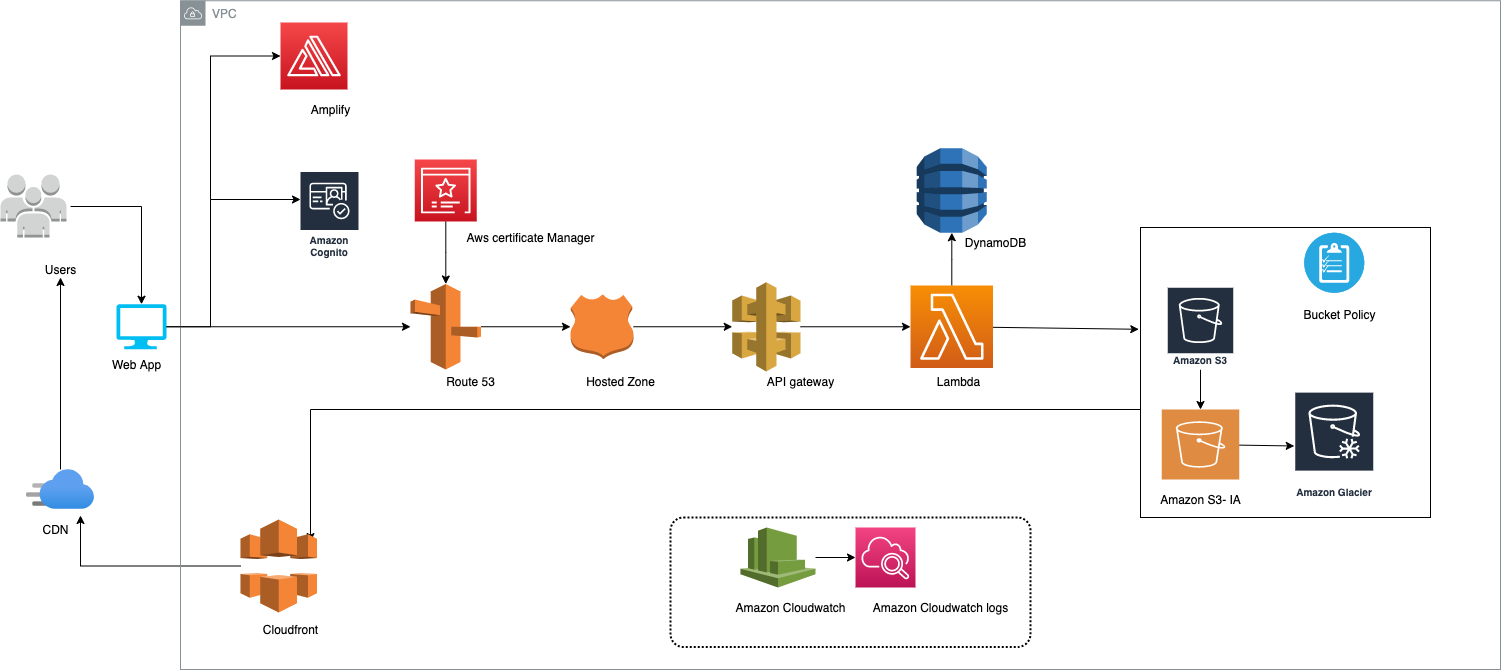 VPC
Amplify
Amazon
Cognito
Aws certificate Manager
DynamoDB
Users
Bucket Policy
Amazon S3
Web App
Route 53
Hosted Zone
API gateway
Lambda
Amazon Glacier
Amazon S3- IA
CDN
Amazon Cloudwatch
Amazon Cloudwatch logs
Cloudfront